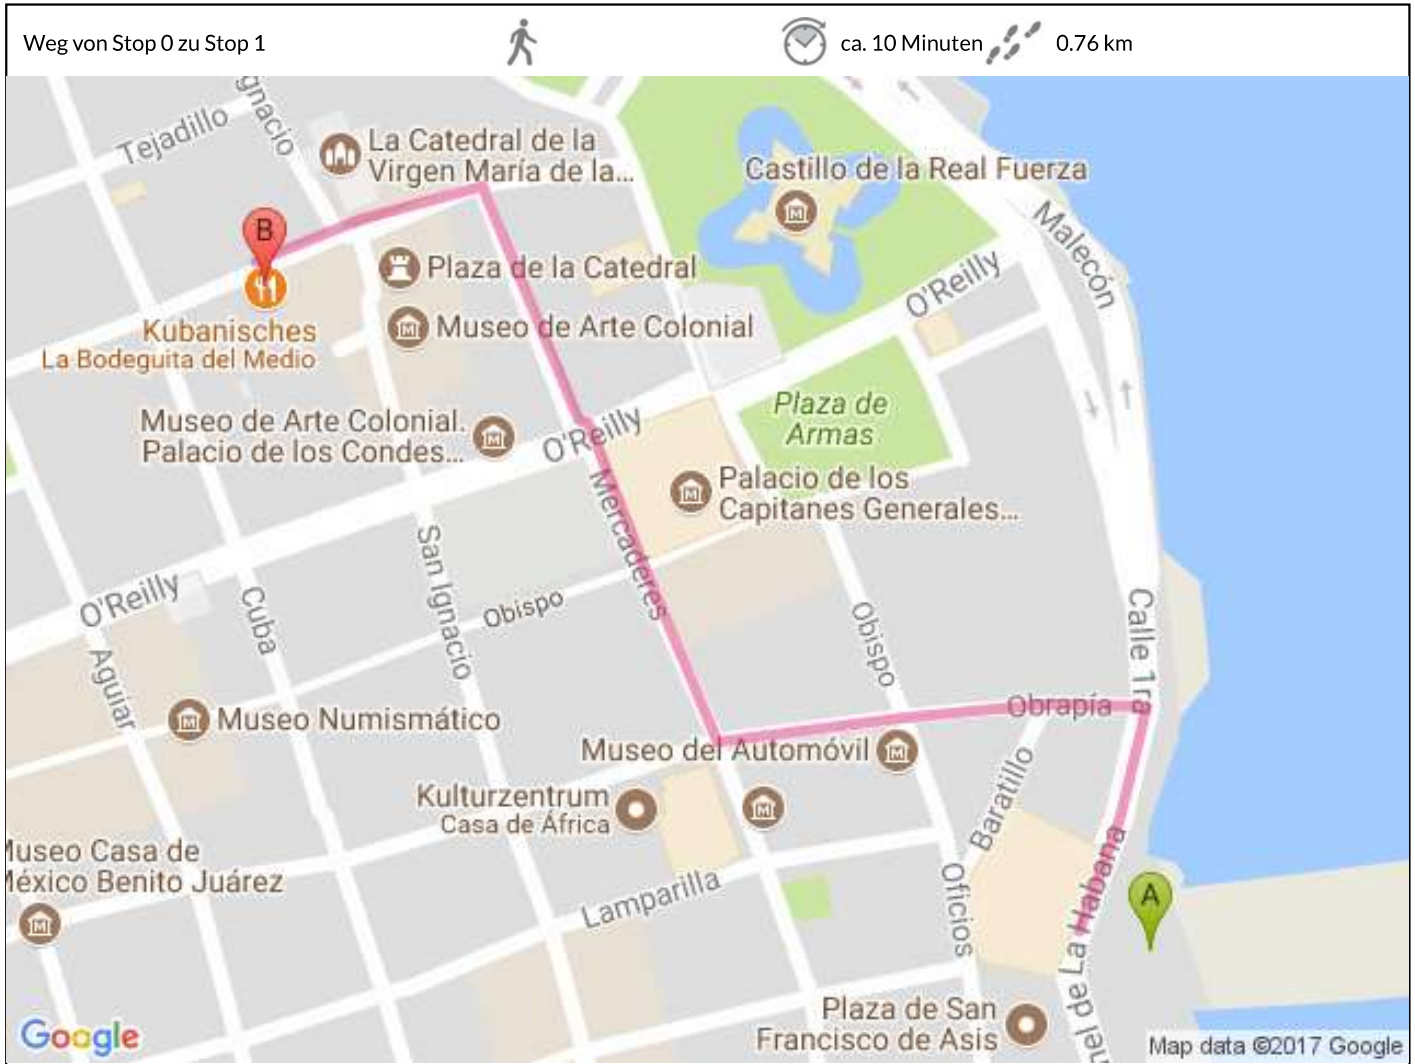 Weg von Stop 0 zu Stop 1
ca. 10 Minuten
0.76 km
Tejadillo
gnacio
La Catedral de la
Virgen María de la...
Castillo de la Real Fuerza
Malecón
B
Plaza de la Catedral
O'Reilly
Kubanisches
La Bodeguita del Medio
Museo de Arte Colonial
Museo de Arte Colonial.
Palacio de los Condes...
O'Reilly
Plaza de
Armas
Mercaderes
Palacio de los
Capitanes Generales...
San Ignacio
O'Reilly
Cuba
Obispo
Obispo
Calle 1ra
Aguiar
Museo Numismático
Obrapía
Museo del Automóvil
Baratillo
Kulturzentrum
Casa de África
Museo Casa de
México Benito Juárez
Lamparilla
Oficios
A
nel de La Habana
Plaza de San
Francisco de Asis
Google
Map data ©2017 Google